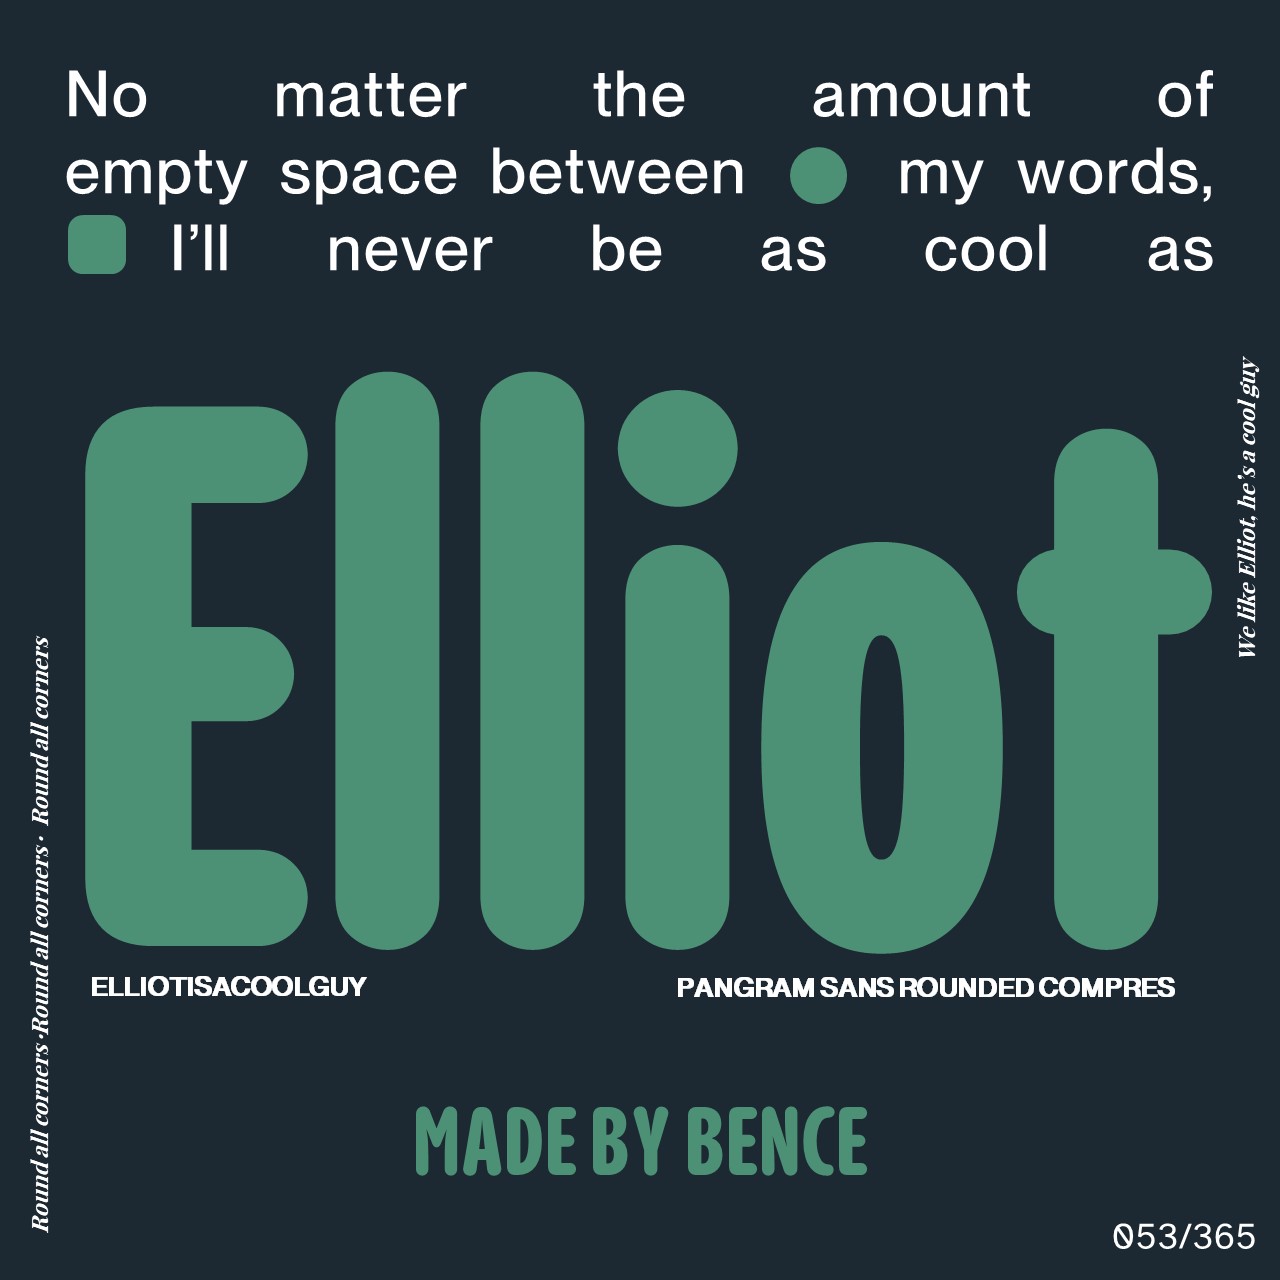 No matter the amount of
empty space between my words,
I’ll never be as cool as
Elliot
We like Elliot, he’s a cool guy
Round all corners ·Round all corners · Round all corners
ELLIOTISACOOLGUY
PANGRAM SANS ROUNDED COMPRES
MADE BY BENCE
053/365